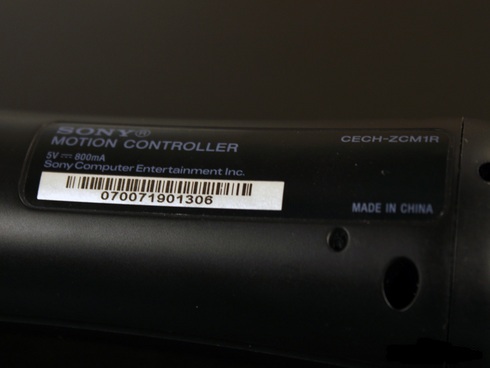 SONY®
MOTION CONTROLLER CECH-ZCM1R
5V⎓800mA
Sony Computer Entertainment Inc.
070071901306
MADE IN CHINA